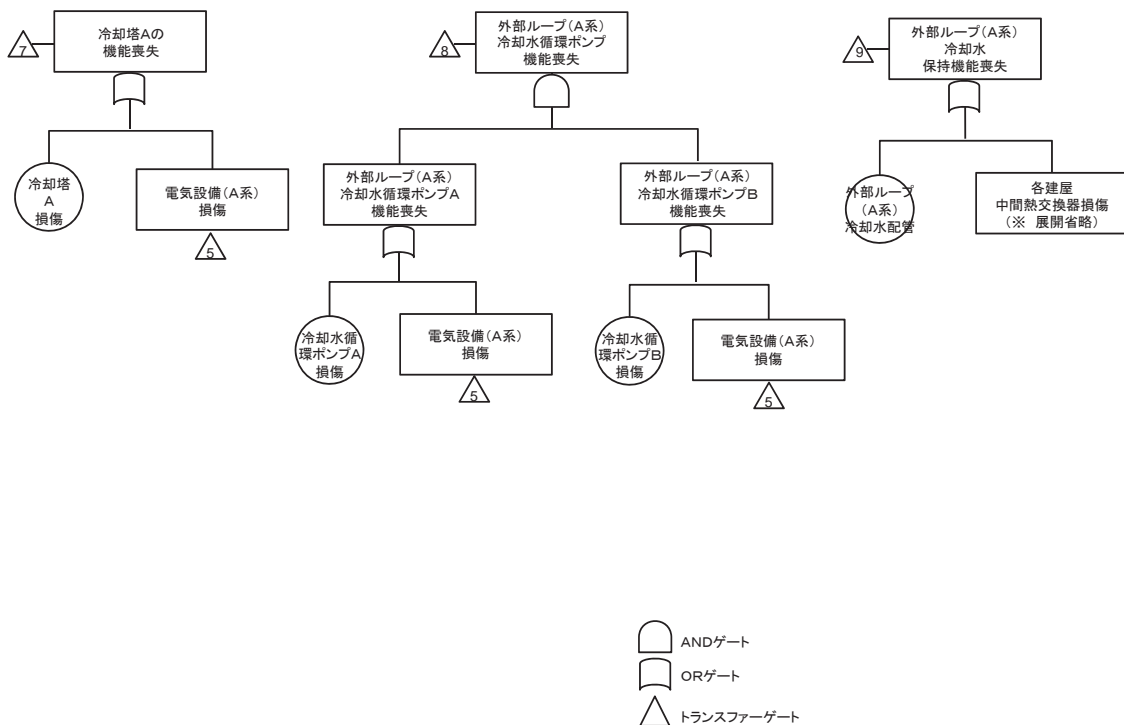 7
冷却塔Aの
機能喪失
冷却塔
A
損傷
電気設備(A系)
損傷
5
8
外部ループ(A系)
冷却水循環ポンプ
機能喪失
外部ループ(A系)
冷却水循環ポンプA
機能喪失
冷却水循
環ポンプA
損傷
電気設備(A系)
損傷
5
外部ループ(A系)
冷却水循環ポンプB
機能喪失
冷却水循
環ポンプB
損傷
電気設備(A系)
損傷
5
9
外部ループ(A系)
冷却水
保持機能喪失
外部ループ
(A系)
冷却水配管
各建屋
中間熱交換器損傷
(※ 展開省略)
ANDゲート
ORゲート
トランスファーゲート